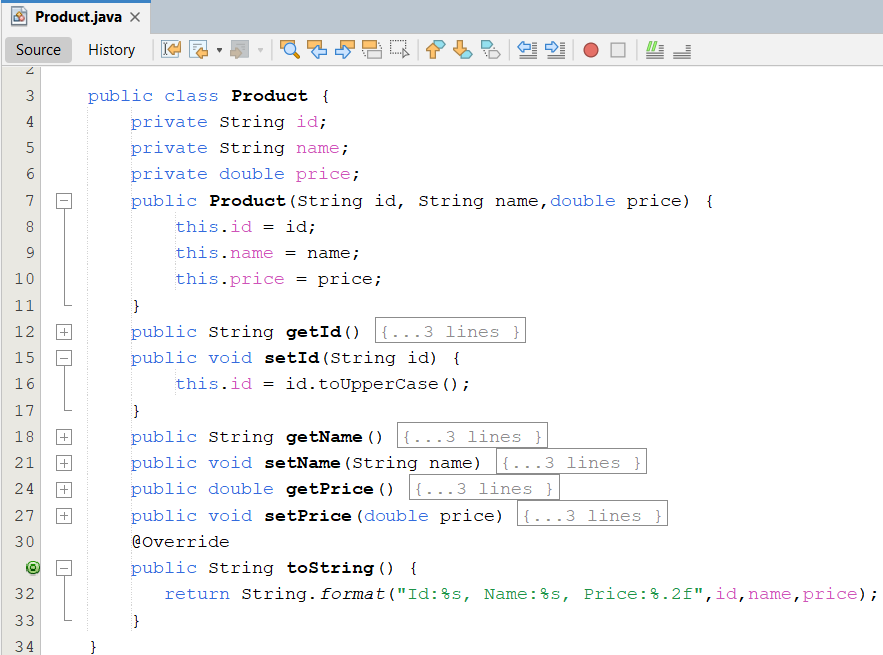 Product.java
Source History
2
3 public class Product {
4 private String id;
5 private String name;
6 private double price;
7 public Product(String id, String name,double price) {
8 this.id = id;
9 this.name = name;
10 this.price = price;
11 }
12 public String getId() {...3 lines }
15 public void setId(String id) {
16 this.id = id.toUpperCase();
17 }
18 public String getName() {...3 lines }
21 public void setName(String name) {...3 lines }
24 public double getPrice() {...3 lines }
27 public void setPrice(double price) {...3 lines }
30 @Override
public String toString() {
32 return String.format("Id:%s, Name:%s, Price:%.2f",id,name,price);
33 }
34 }